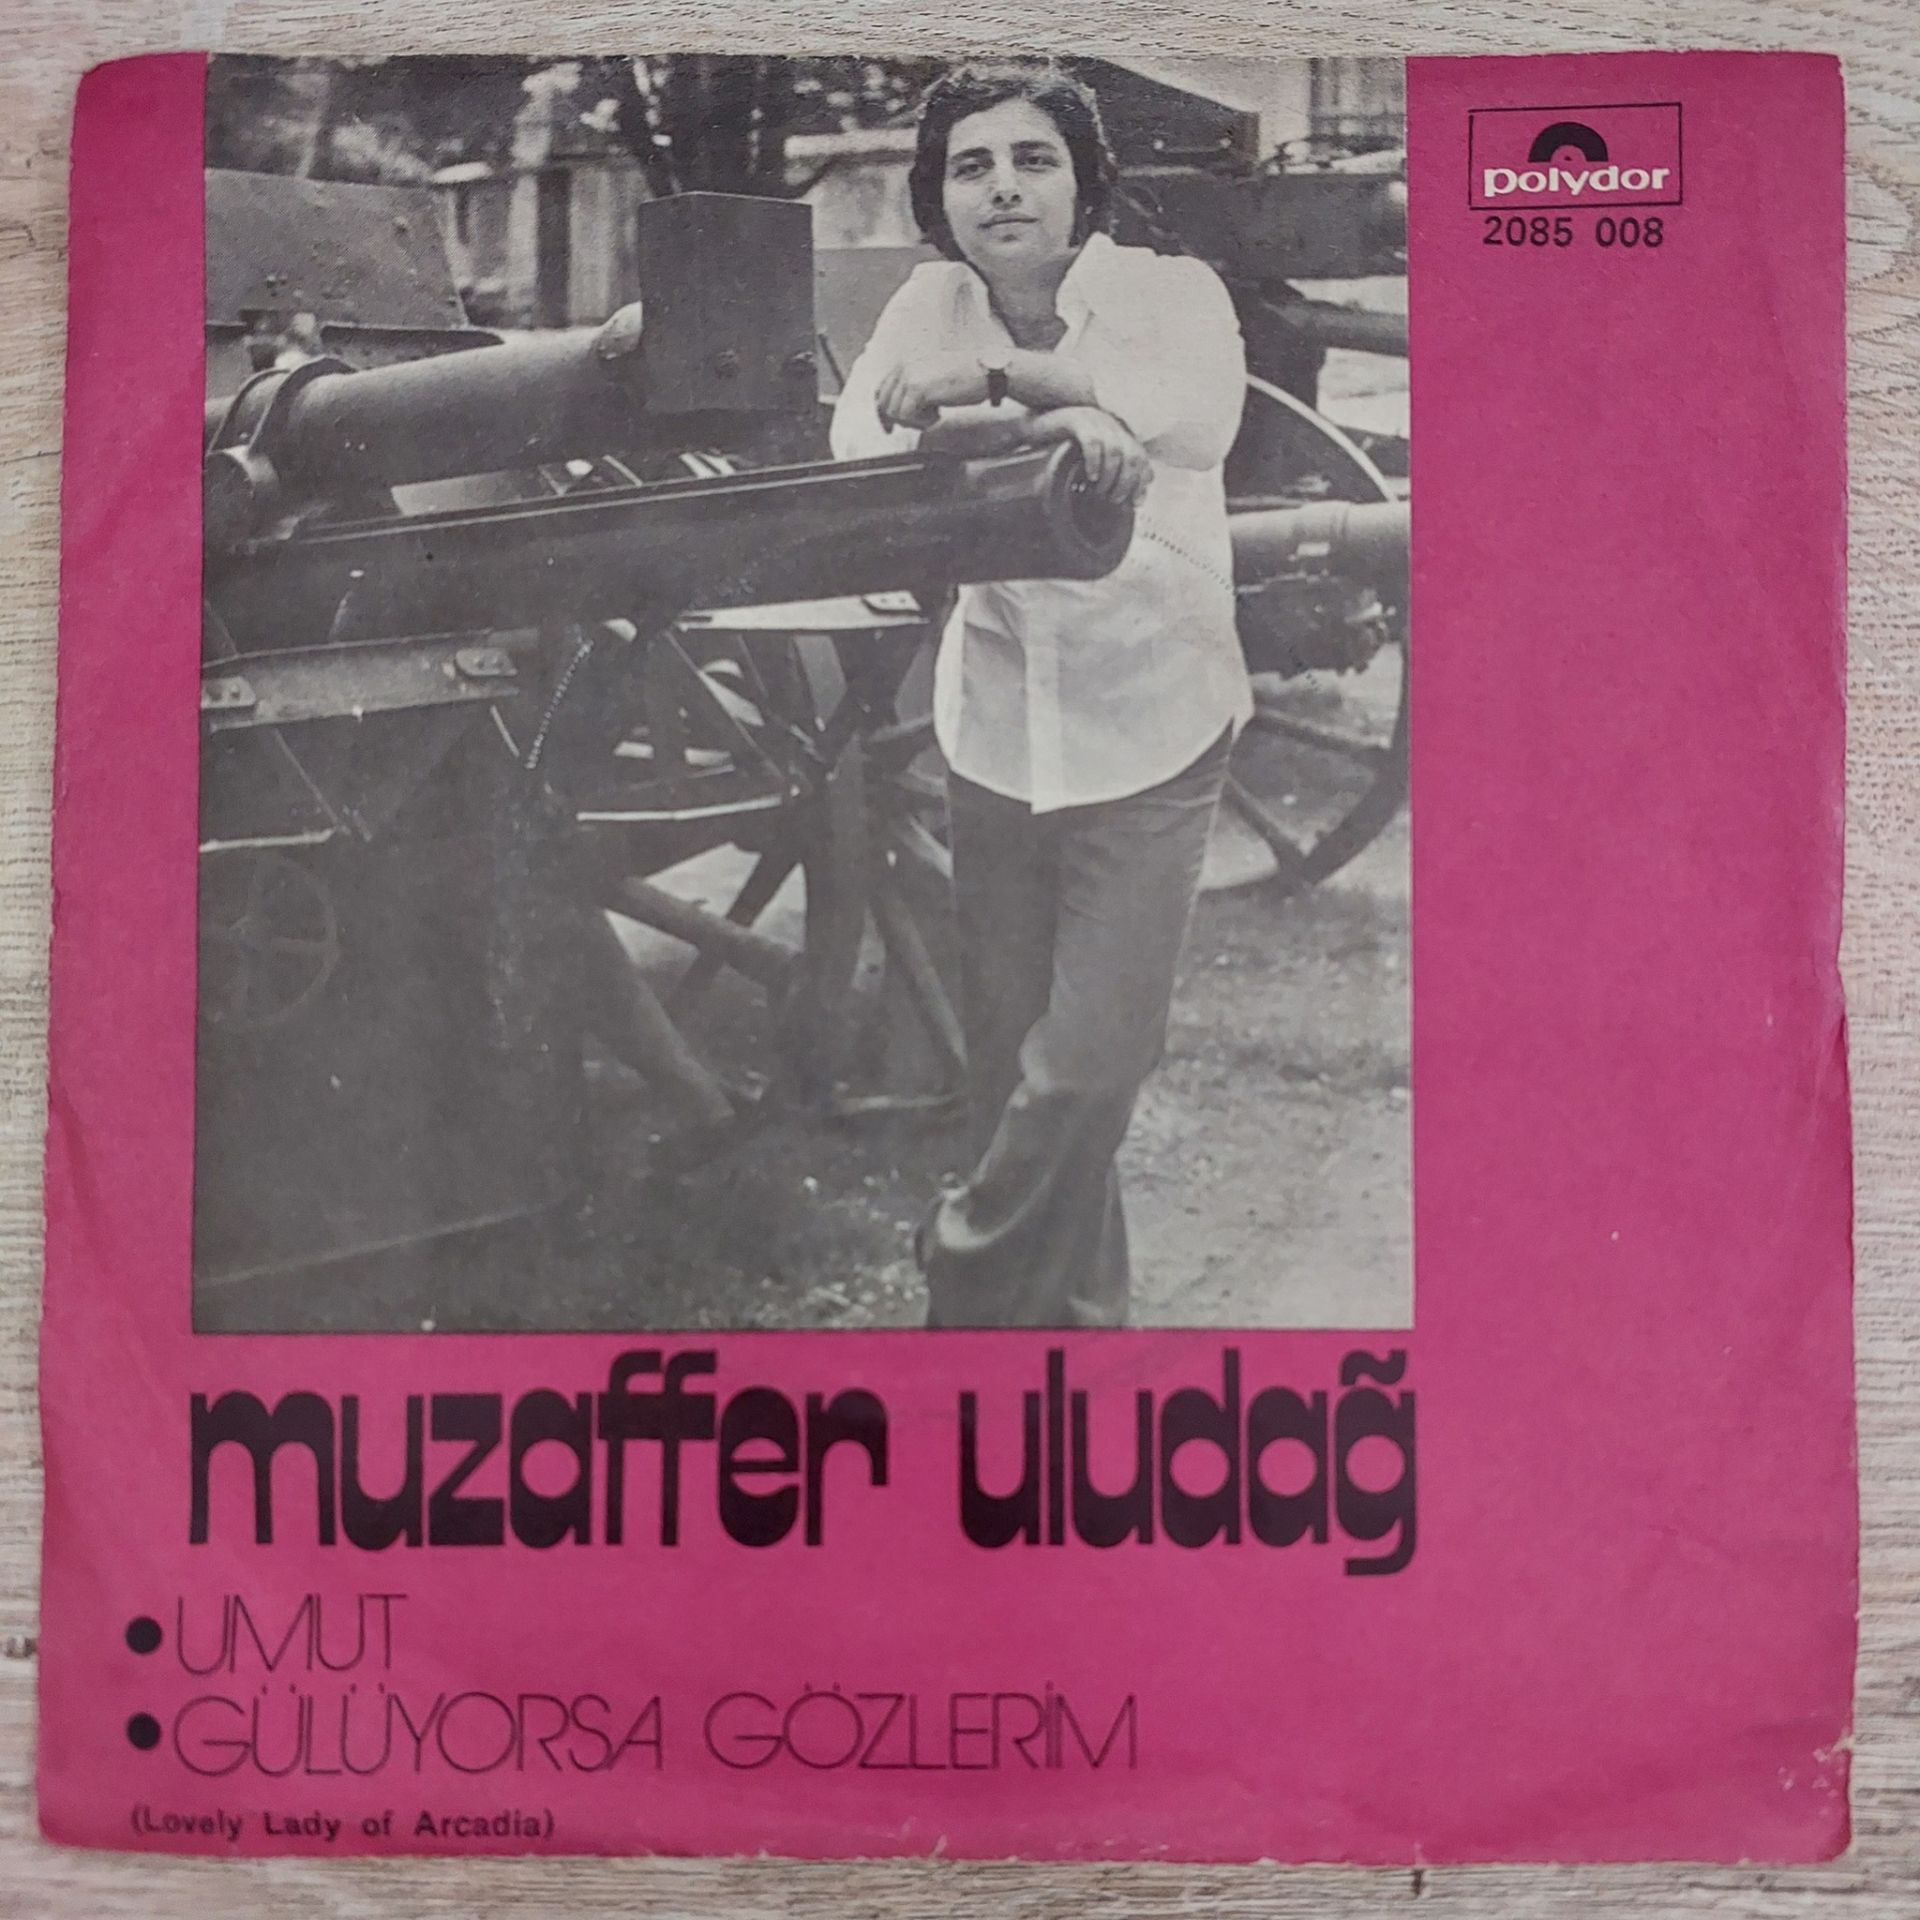 polydor
2085 008
muzaffer uludağ
• UMUT
• GÜLÜYORSA GÖZLERİM
(Lovely Lady of Arcadia)